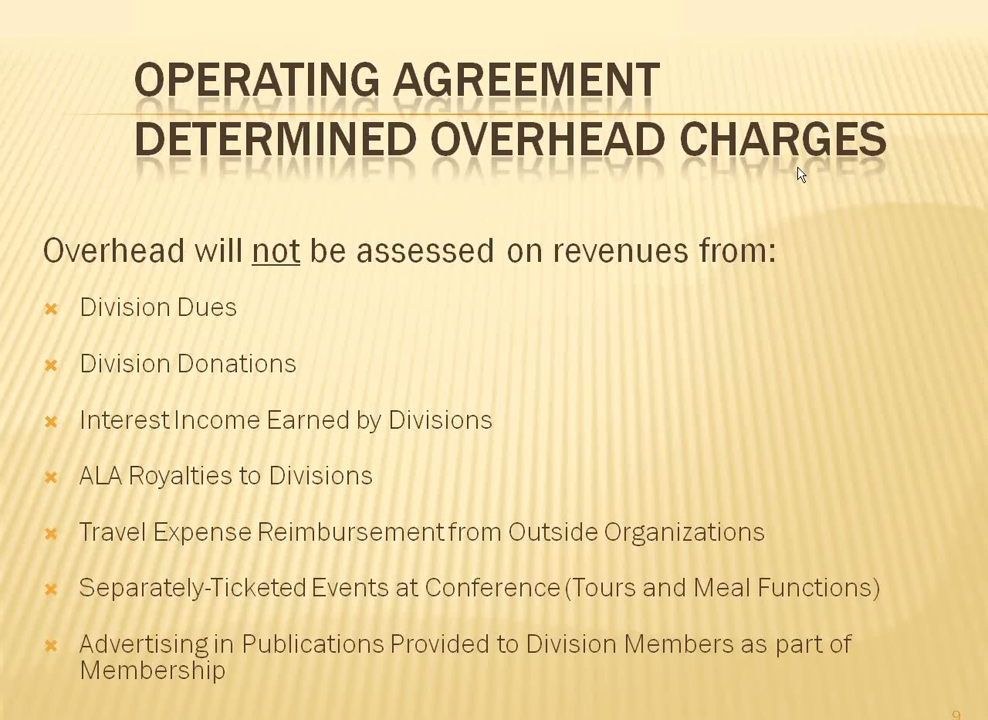 OPERATING AGREEMENT
DETERMINED OVERHEAD CHARGES
Overhead will not be assessed on revenues from:
Division Dues
Division Donations
Interest Income Earned by Divisions
ALA Royalties to Divisions
Travel Expense Reimbursement from Outside Organizations
Separately-Ticketed Events at Conference (Tours and Meal Functions)
Advertising in Publications Provided to Division Members as part of
Membership
9